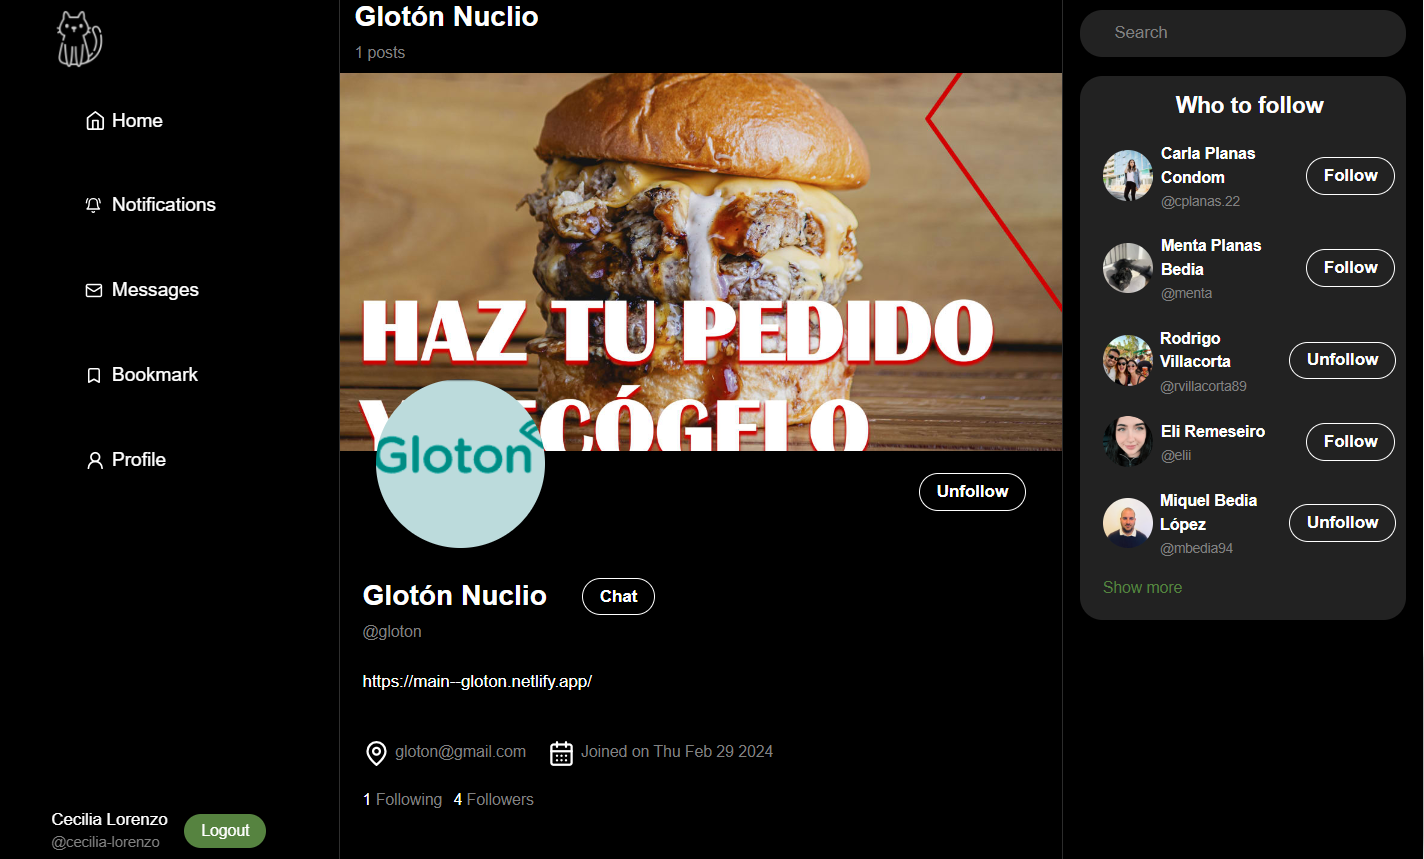 Home
Notifications
Messages
Bookmark
Profile
Cecilia Lorenzo
@cecilia-lorenzo
Logout
Glotón Nuclio
1 posts
HAZ TU PEDIDO
Y RECÓGELO
Gloton
Unfollow
Glotón Nuclio
Chat
@gloton
https://main--gloton.netlify.app/
gloton@gmail.com
Joined on Thu Feb 29 2024
1 Following 4 Followers
Search
Who to follow
Carla Planas
Condom
@cplanas.22
Follow
Menta Planas
Bedia
@menta
Follow
Rodrigo
Villacorta
@rvillacorta89
Unfollow
Eli Remeseiro
@elii
Follow
Miquel Bedia
López
@mbedia94
Unfollow
Show more